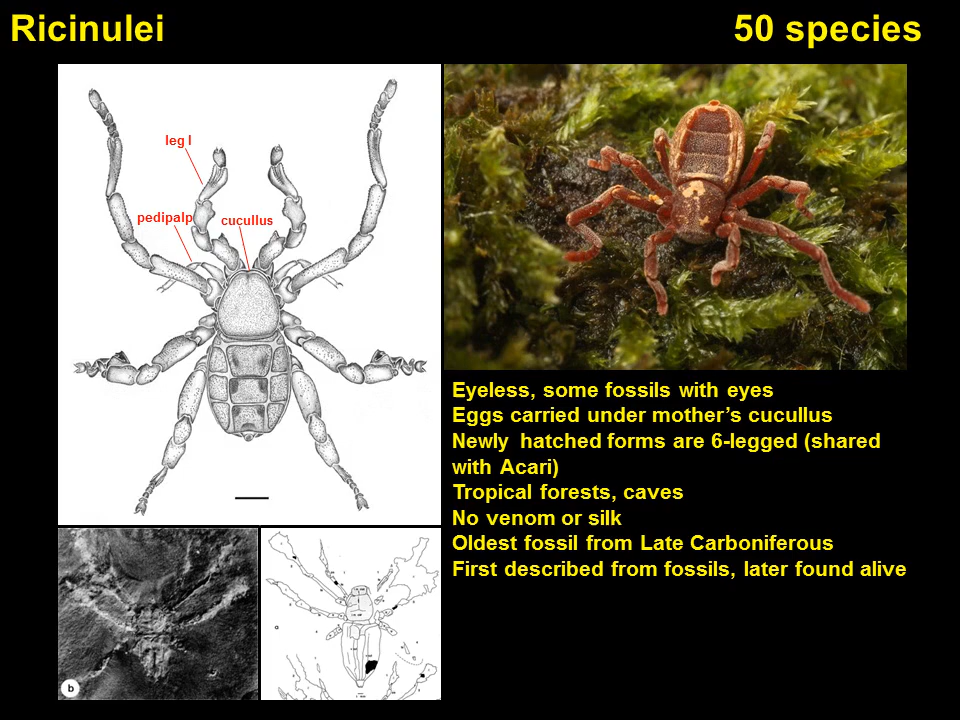 Ricinulei 50 species
leg I
pedipalp
cucullus
Eyeless, some fossils with eyes
Eggs carried under mother’s cucullus
Newly hatched forms are 6-legged (shared
with Acari)
Tropical forests, caves
No venom or silk
Oldest fossil from Late Carboniferous
First described from fossils, later found alive
b